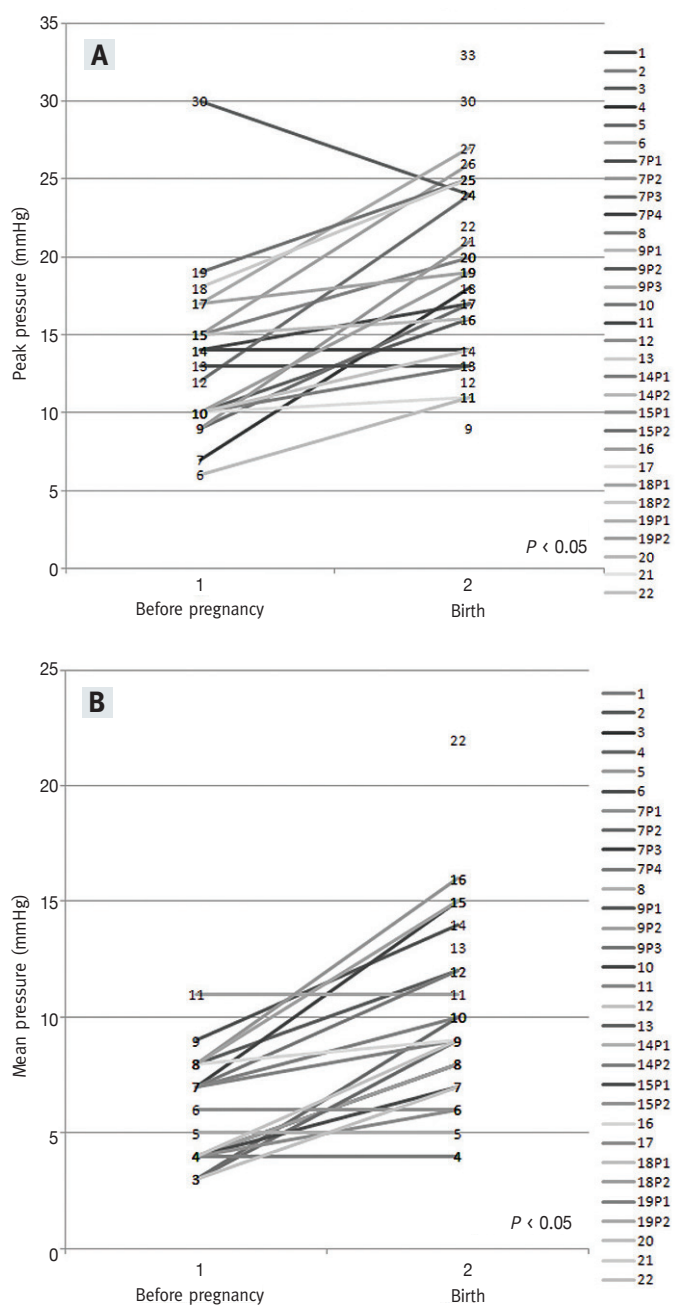 A
Peak pressure (mmHg)
35
30
25
20
15
10
5
0
30
19
18
17
15
14
13
12
10
9
7
6
33
30
27
26
25
24
22
21
20
19
18
17
16
14
13
12
11
9
P < 0.05
1
2
Before pregnancy
Birth
1
2
3
4
5
6
7P1
7P2
7P3
7P4
8
9P1
9P2
9P3
10
11
12
13
14P1
14P2
15P1
15P2
16
17
18P1
18P2
19P1
19P2
20
21
22
B
Mean pressure (mmHg)
25
20
15
10
5
0
11
9
8
7
6
5
4
3
22
16
15
14
13
12
11
10
9
8
7
6
5
4
P < 0.05
1
2
Before pregnancy
Birth
1
2
3
4
5
6
7P1
7P2
7P3
7P4
8
9P1
9P2
9P3
10
11
12
13
14P1
14P2
15P1
15P2
16
17
18P1
18P2
19P1
19P2
20
21
22